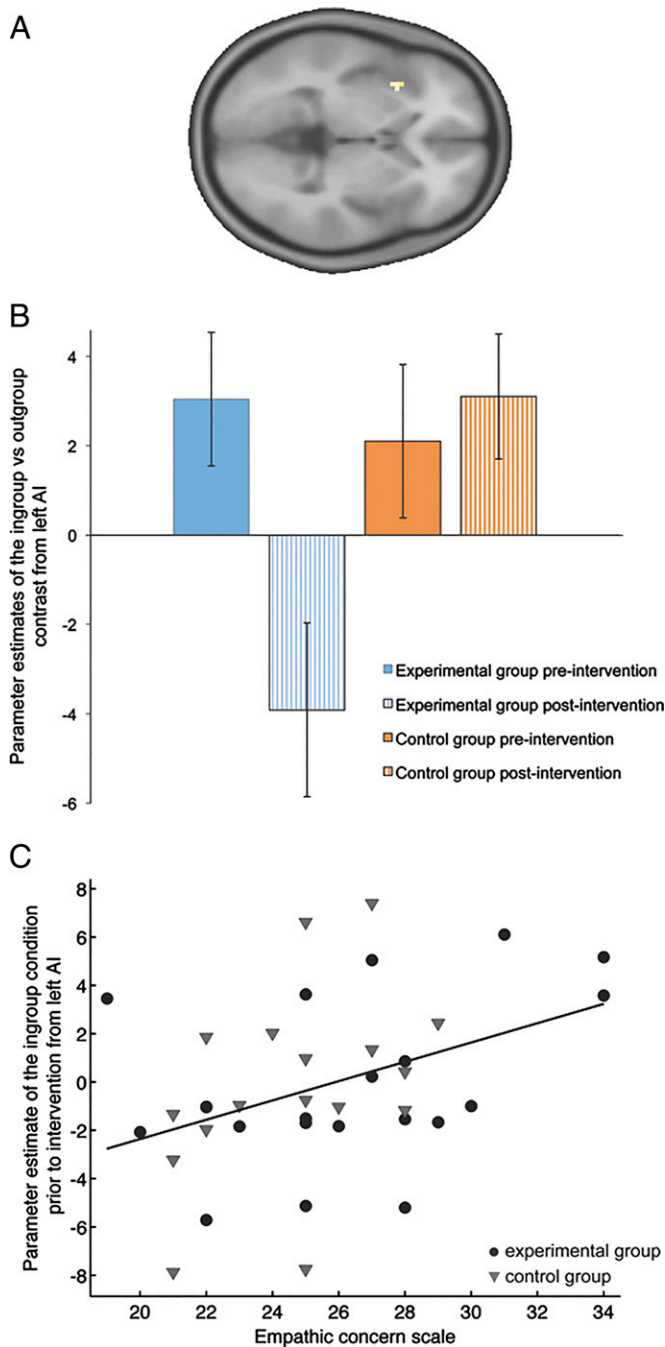 A
B
Parameter estimates of the ingroup vs outgroup
contrast from left AI
4
2
0
-2
-4
-6
Experimental group pre-intervention
Experimental group post-intervention
Control group pre-intervention
Control group post-intervention
C
Parameter estimate of the ingroup condition
prior to intervention from left AI
8
6
4
2
0
-2
-4
-6
-8
experimental group
control group
20 22 24 26 28 30 32 34
Empathic concern scale